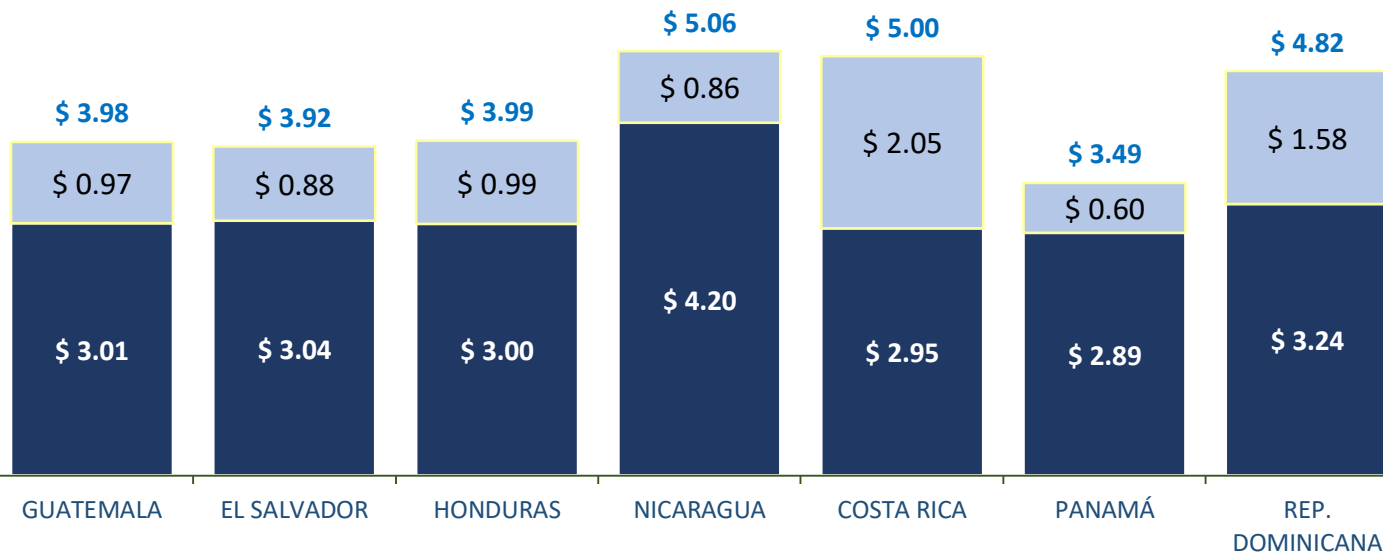 $ 5.06
$ 5.00
$ 4.82
$ 3.98
$ 3.92
$ 3.99
$ 3.49
$ 0.97
$ 0.88
$ 0.99
$ 0.86
$ 2.05
$ 0.60
$ 1.58
$ 3.01
$ 3.04
$ 3.00
$ 4.20
$ 2.95
$ 2.89
$ 3.24
GUATEMALA
EL SALVADOR
HONDURAS
NICARAGUA
COSTA RICA
PANAMÁ
REP.
DOMINICANA